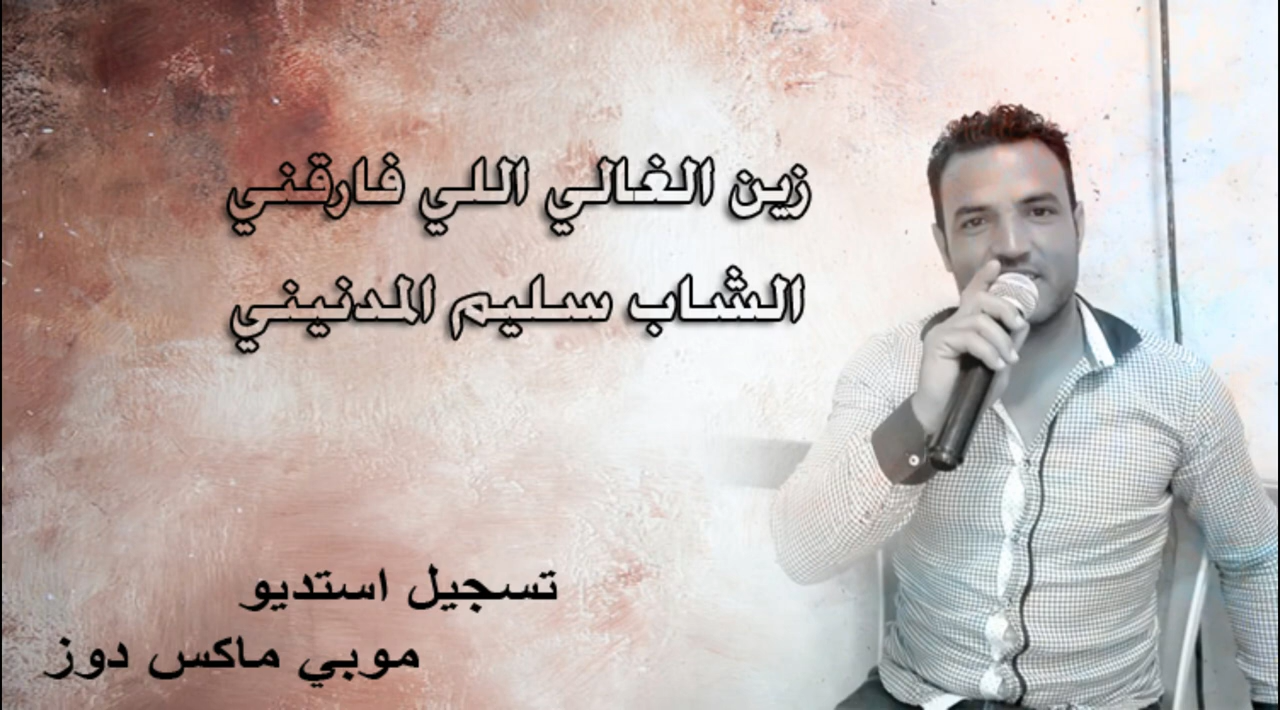 زين الغالي اللي فارقني
الشاب سليم المدنيني
تسجيل استديو
موبي ماكس دوز